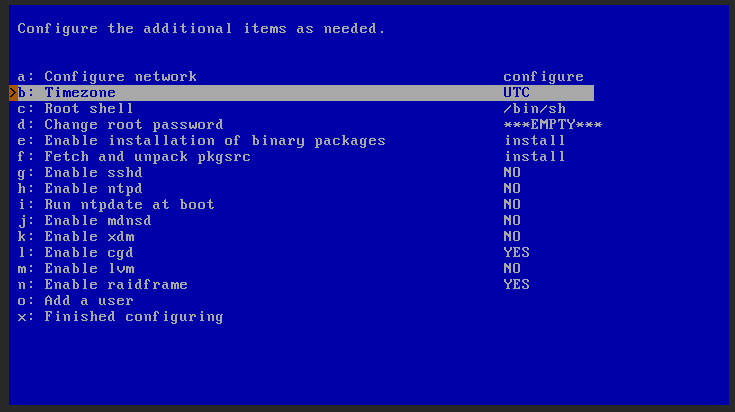 Configure the additional items as needed.
a: Configure network configure
>b: Timezone UTC
c: Root shell /bin/sh
d: Change root password ***EMPTY***
e: Enable installation of binary packages install
f: Fetch and unpack pkgsrc install
g: Enable sshd NO
h: Enable ntpd NO
i: Run ntpdate at boot NO
j: Enable mdnsd NO
k: Enable xdm NO
l: Enable cgd YES
m: Enable lvm NO
n: Enable raidframe YES
o: Add a user
x: Finished configuring